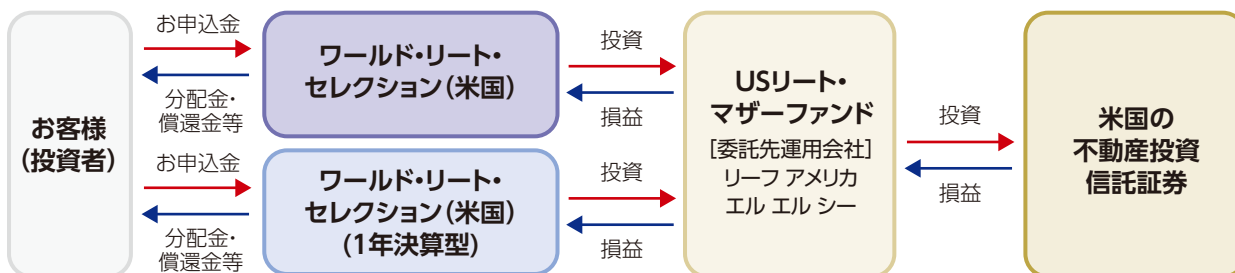 お客様
(投資者)
お申込金
分配金・
償還金等
お申込金
分配金・
償還金等
ワールド・リート・
セレクション(米国)
ワールド・リート・
セレクション(米国)
(1年決算型)
投資
損益
投資
損益
USリート・
マザーファンド
[委託先運用会社]
リーフ アメリカ
エル エル シー
投資
損益
米国の
不動産投資
信託証券